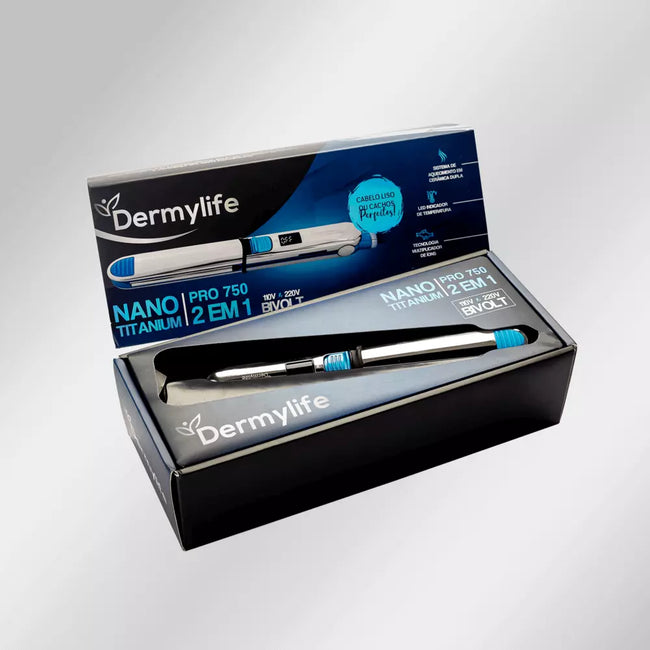 Dermylife
OFF
CABELO LISO
OU CACHOS
Perfeitos!
SISTEMA DE
AQUECIMENTO EM
CERÂMICA DUPLA
LED INDICADOR
DE TEMPERATURA
TECNOLOGIA
MULTIPLICADOR
DE ÍONS
NANO
TITANIUM
PRO 750
2 EM 1
110V & 220V
BIVOLT
NANO
TITANIUM
PRO 750
2 EM 1
110V & 220V
BIVOLT
Dermylife
Dermylife